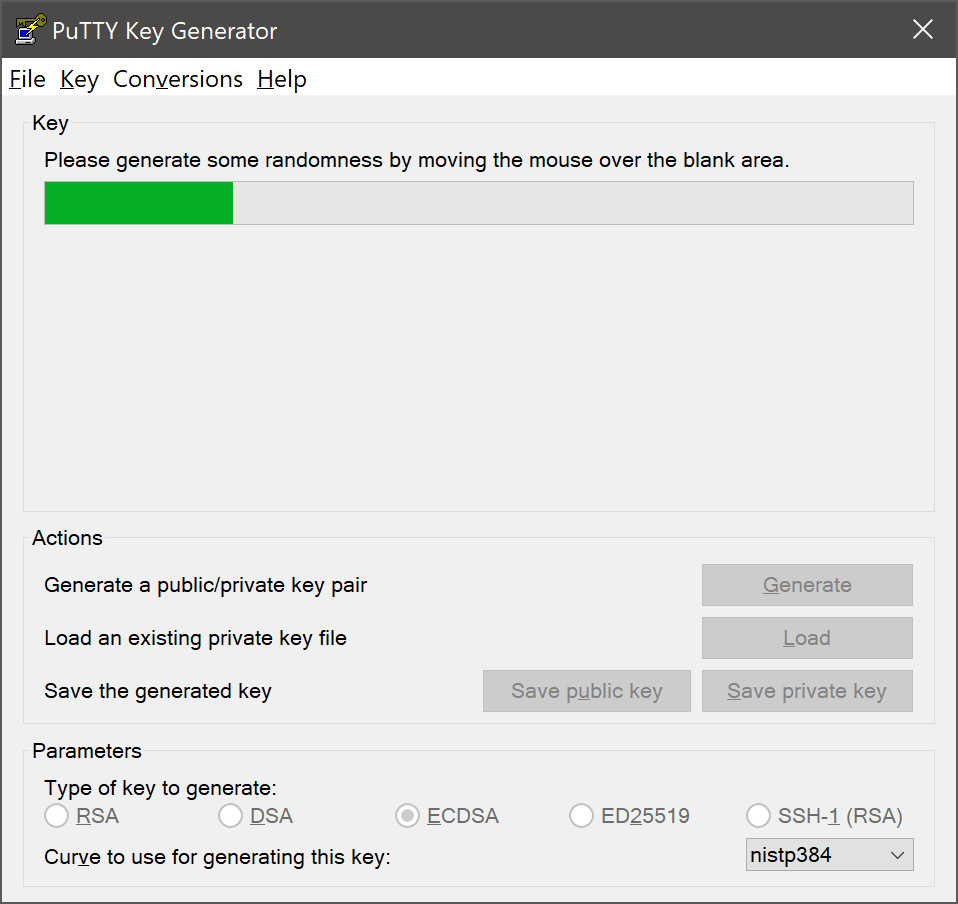 PuTTY Key Generator
File Key Conversions Help
Key
Please generate some randomness by moving the mouse over the blank area.
Actions
Generate a public/private key pair Generate
Load an existing private key file Load
Save the generated key Save public key Save private key
Parameters
Type of key to generate:
RSA DSA ECDSA ED25519 SSH-1 (RSA)
Curve to use for generating this key: nistp384